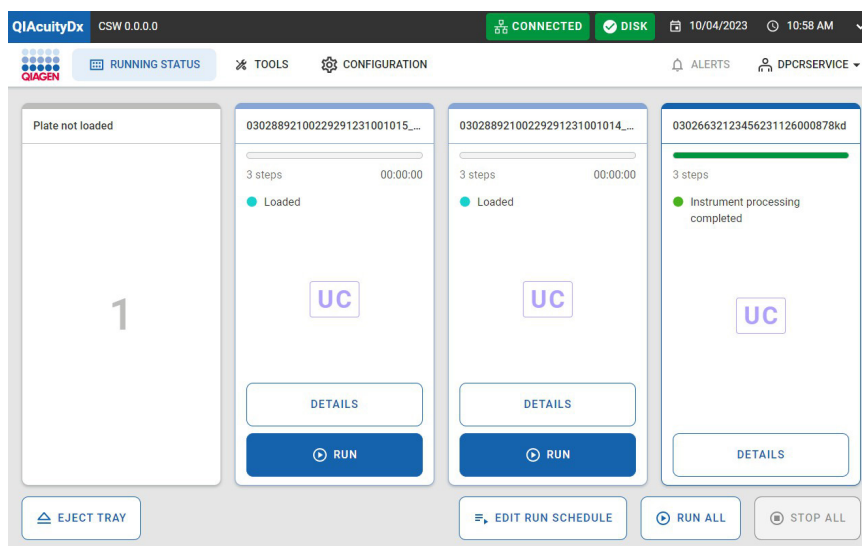 QIAcuityDx CSW 0.0.0.0 CONNECTED DISK 10/04/2023 10:58 AM
QIAGEN RUNNING STATUS TOOLS CONFIGURATION ALERTS DPCRSERVICE
Plate not loaded
1
03028892100229291231001015_...
3 steps 00:00:00
Loaded
UC
DETAILS
RUN
03028892100229291231001014_...
3 steps 00:00:00
Loaded
UC
DETAILS
RUN
03026632123456231126000878kd
3 steps
Instrument processing
completed
UC
DETAILS
EJECT TRAY EDIT RUN SCHEDULE RUN ALL STOP ALL